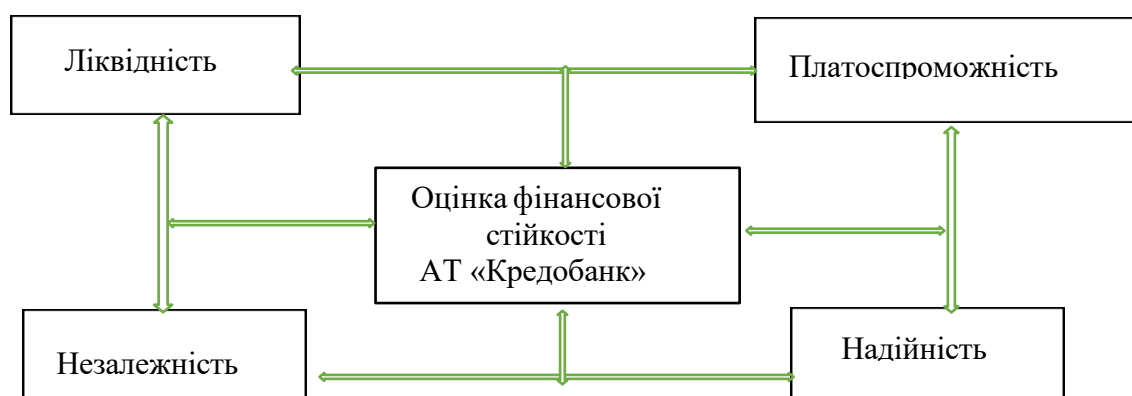 Ліквідність
Платоспроможність
Оцінка фінансової
стійкості
АТ «Кредобанк»
Незалежність
Надійність